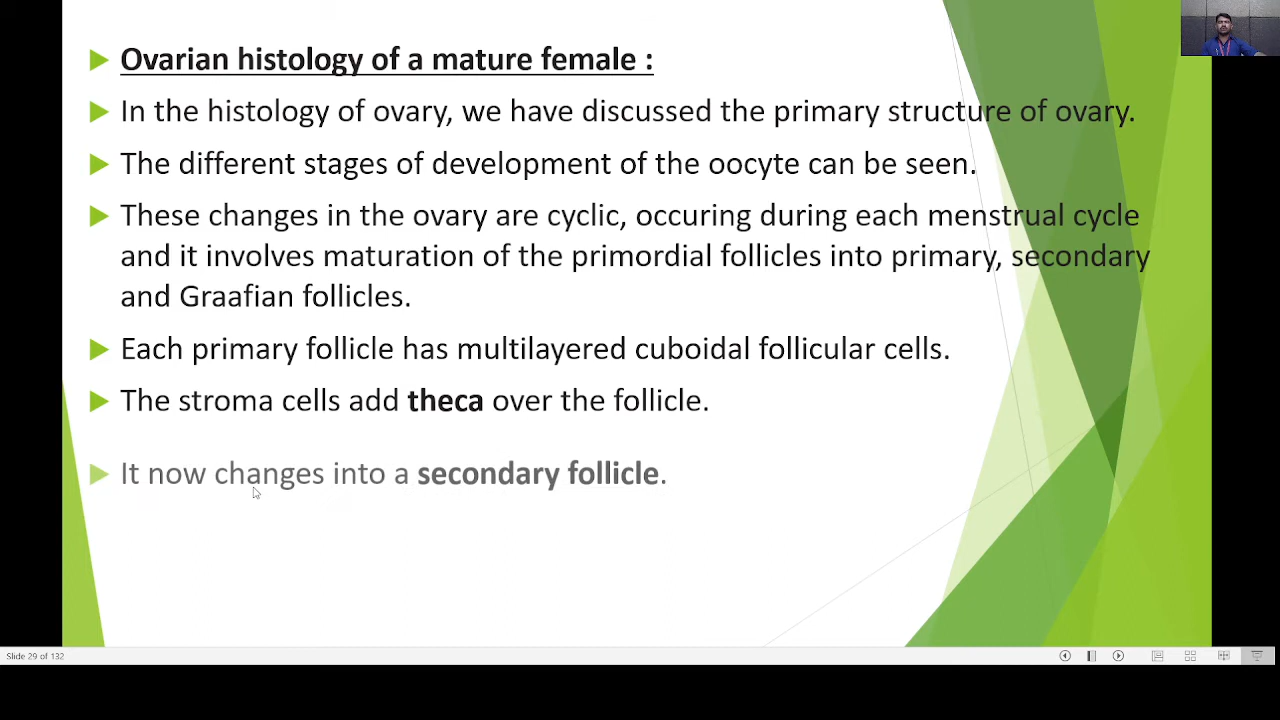 Ovarian histology of a mature female :
In the histology of ovary, we have discussed the primary structure of ovary.
The different stages of development of the oocyte can be seen.
These changes in the ovary are cyclic, occuring during each menstrual cycle
and it involves maturation of the primordial follicles into primary, secondary
and Graafian follicles.
Each primary follicle has multilayered cuboidal follicular cells.
The stroma cells add theca over the follicle.
It now changes into a secondary follicle.
Slide 29 of 132